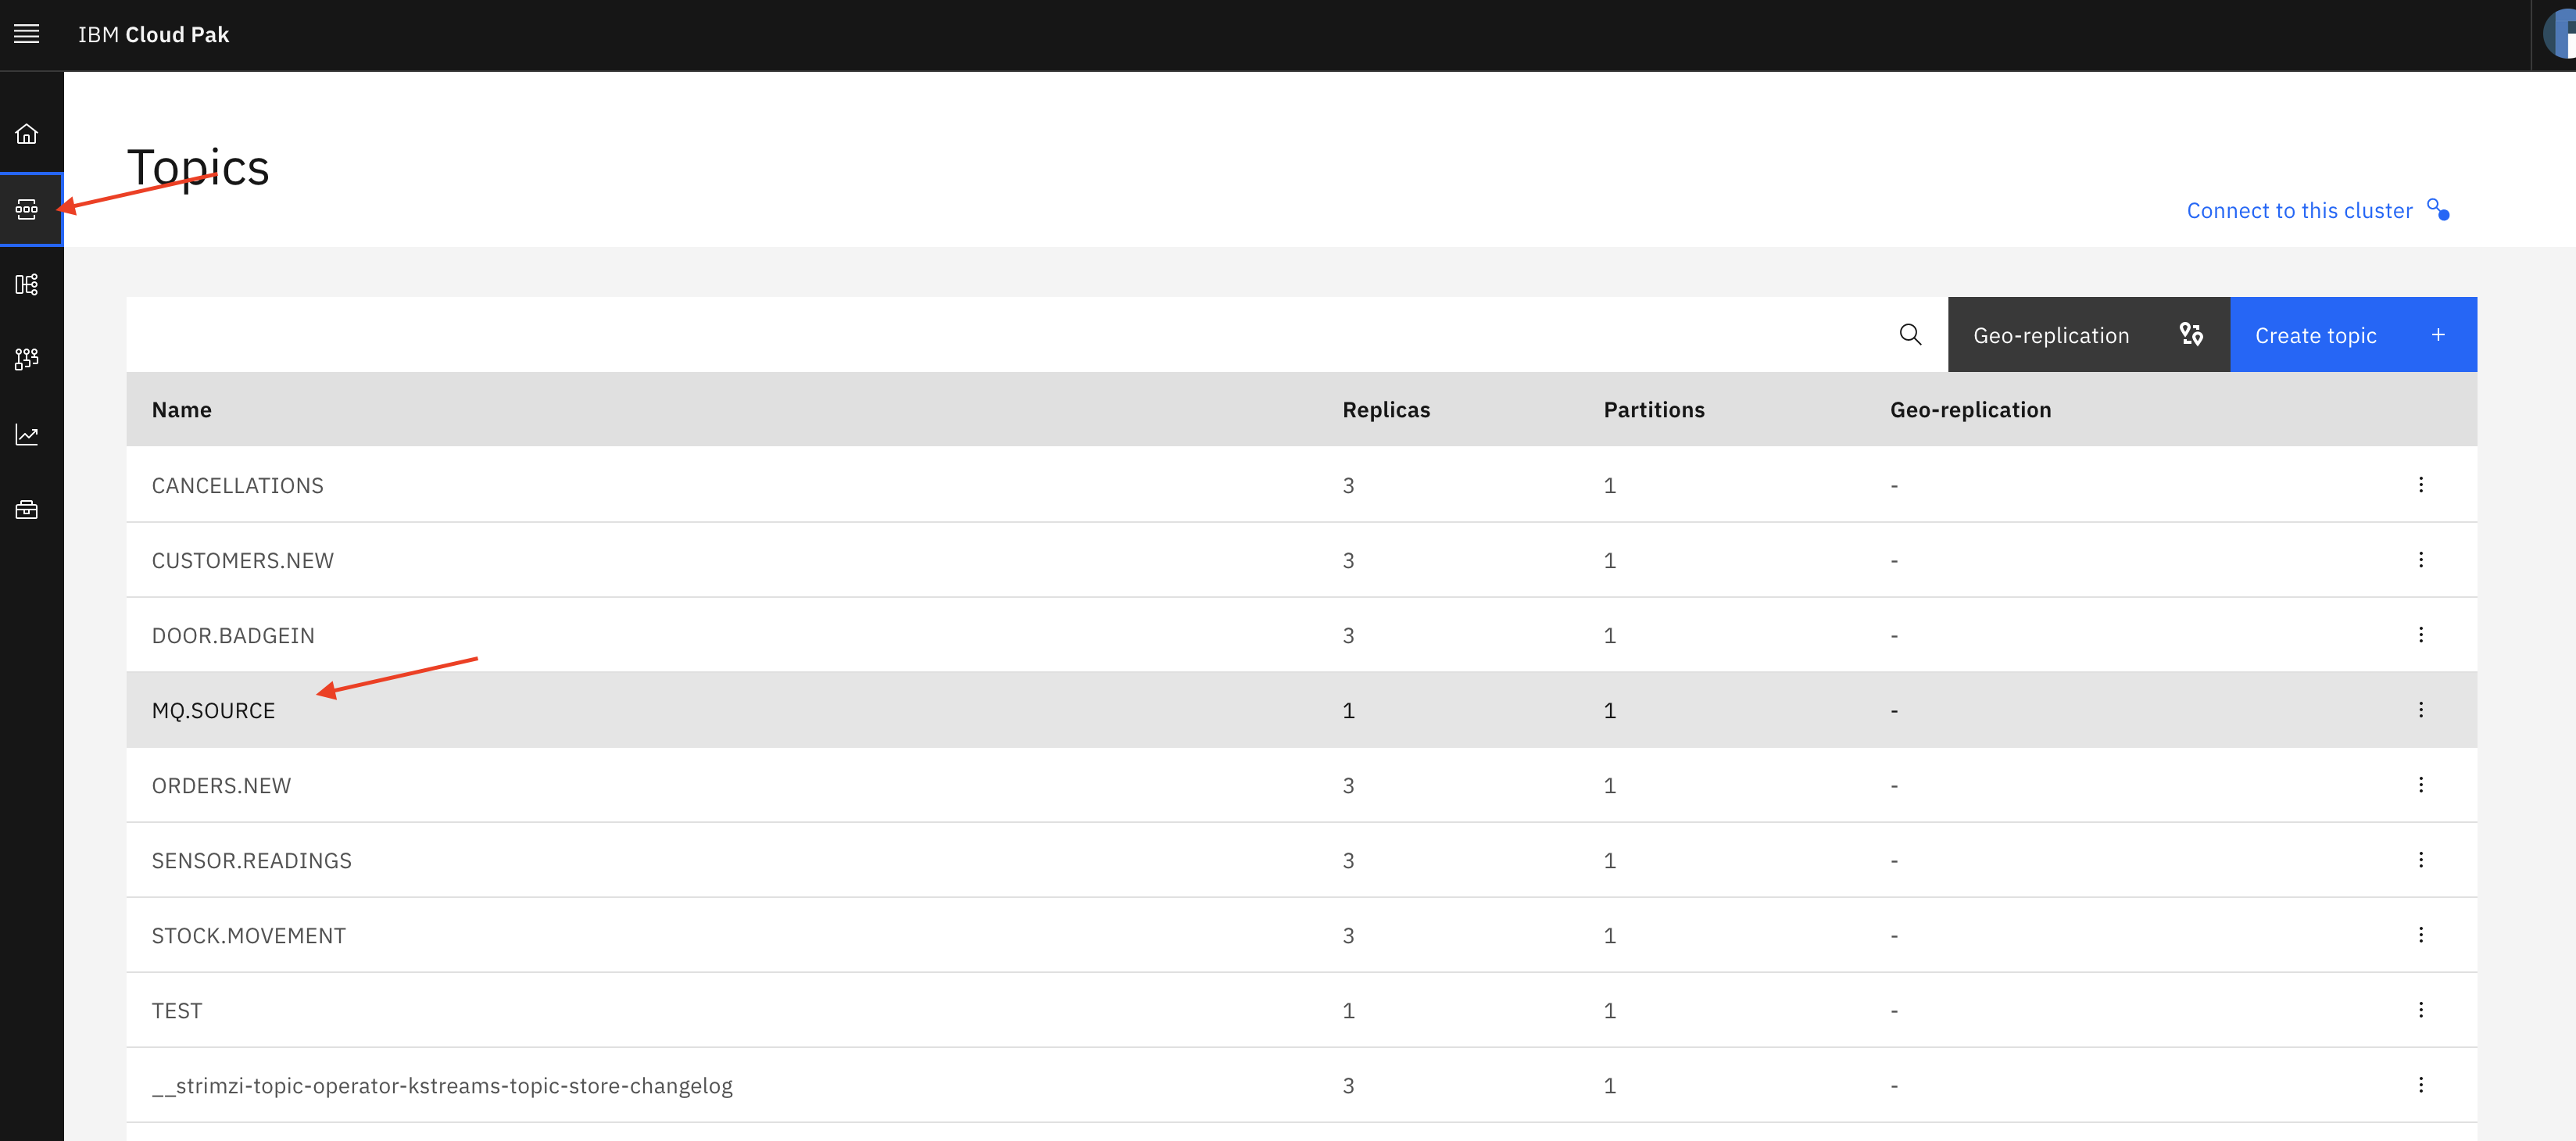 IBM Cloud Pak
Topics
Connect to this cluster
Geo-replication
Create topic +
Name Replicas Partitions Geo-replication
CANCELLATIONS 3 1 -
CUSTOMERS.NEW 3 1 -
DOOR.BADGEIN 3 1 -
MQ.SOURCE 1 1 -
ORDERS.NEW 3 1 -
SENSOR.READINGS 3 1 -
STOCK.MOVEMENT 3 1 -
TEST 1 1 -
__strimzi-topic-operator-kstreams-topic-store-changelog 3 1 -